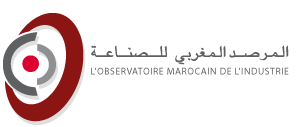 المرصد المغربي للصناعة
L'OBSERVATOIRE MAROCAIN DE L'INDUSTRIE